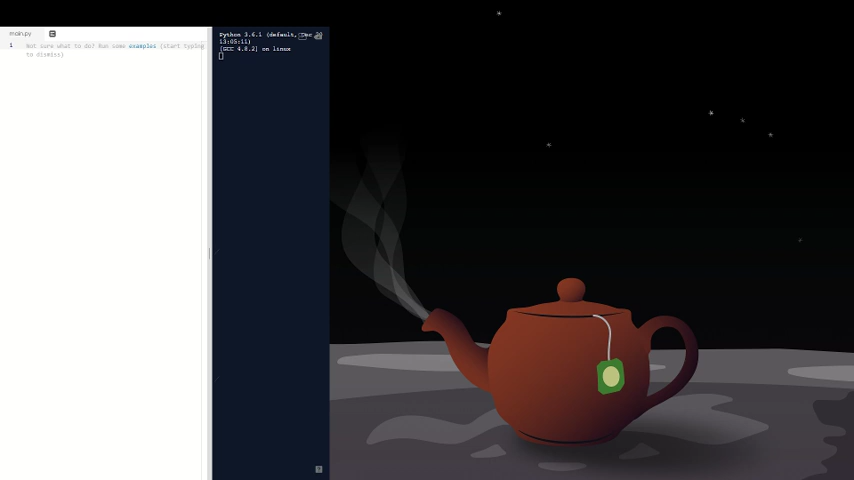 main.py
1 Not sure what to do? Run some examples (start typing
to dismiss)
Python 3.6.1 (default, Dec
13:05:11)
[GCC 4.8.2] on linux